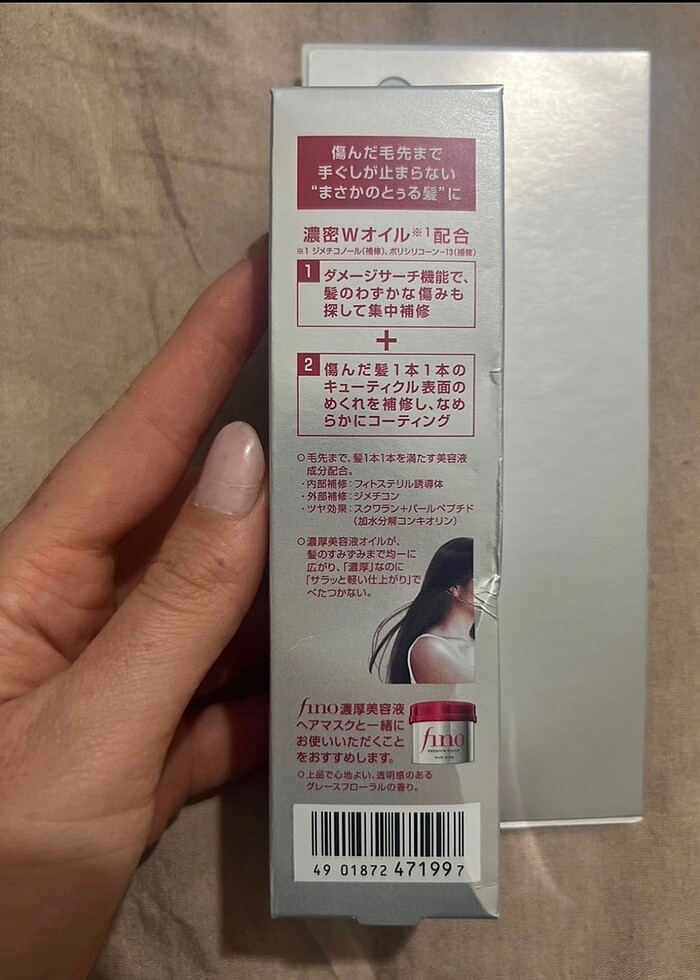 傷んだ毛先まで
手ぐしが止まらない
“まさかのとぅる髪”に
濃密Wオイル※1配合
※1 ジメチコノール(補修)、ポリシリコーン-13(補修)
1 ダメージサーチ機能で、
髪のわずかな傷みも
探して集中補修
+
2 傷んだ髪1本1本の
キューティクル表面の
めくれを補修し、なめ
らかにコーティング
○毛先まで、髪1本1本を満たす美容液
成分配合。
・内部補修：フィトステリル誘導体
・外部補修：ジメチコン
・ツヤ効果：スクワラン+パールペプチド
(加水分解コンキオリン)
○濃厚美容液オイルが、
髪のすみずみまで均一に
広がり、「濃厚」なのに
「サラッと軽い仕上がり」で
べたつかない。
fino濃厚美容液
ヘアマスクと一緒に
お使いいただくこと
をおすすめします。
fino
PREMIUM TOUCH
HAIR MASK
○上品で心地よい、透明感のある
グレースフローラルの香り。
49 01872 471997